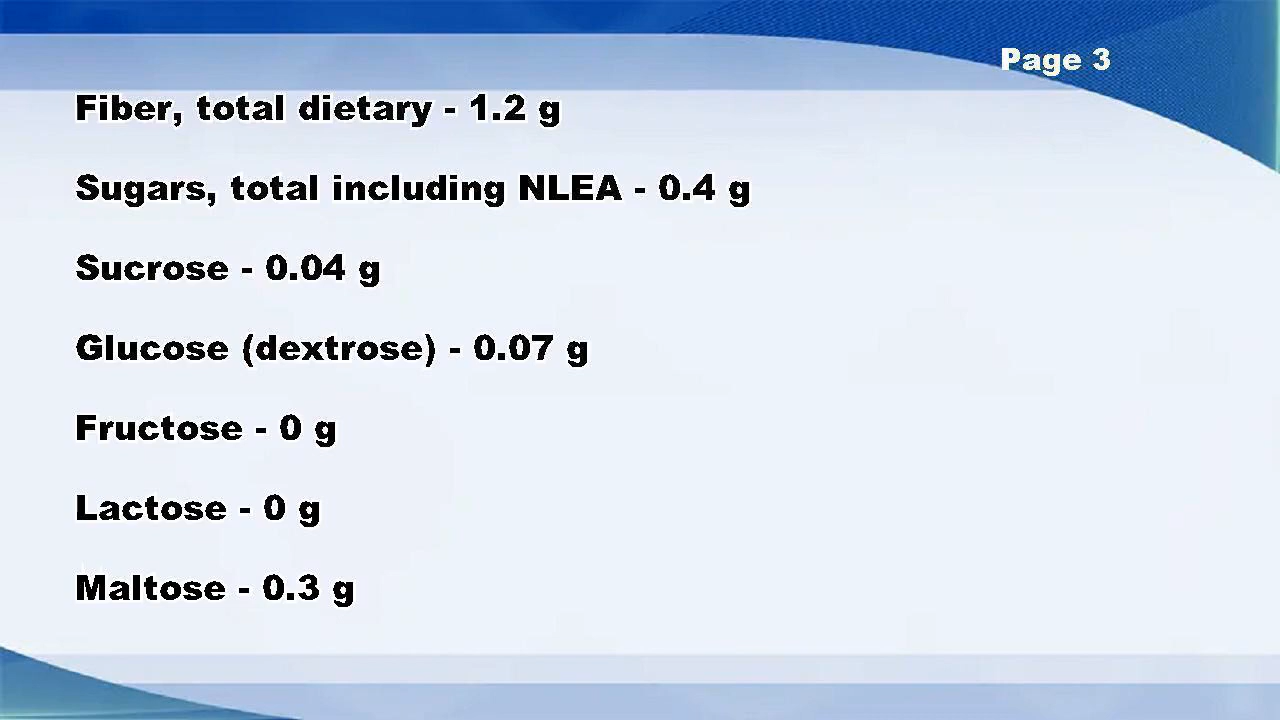 Page 3
Fiber, total dietary - 1.2 g
Sugars, total including NLEA - 0.4 g
Sucrose - 0.04 g
Glucose (dextrose) - 0.07 g
Fructose - 0 g
Lactose - 0 g
Maltose - 0.3 g